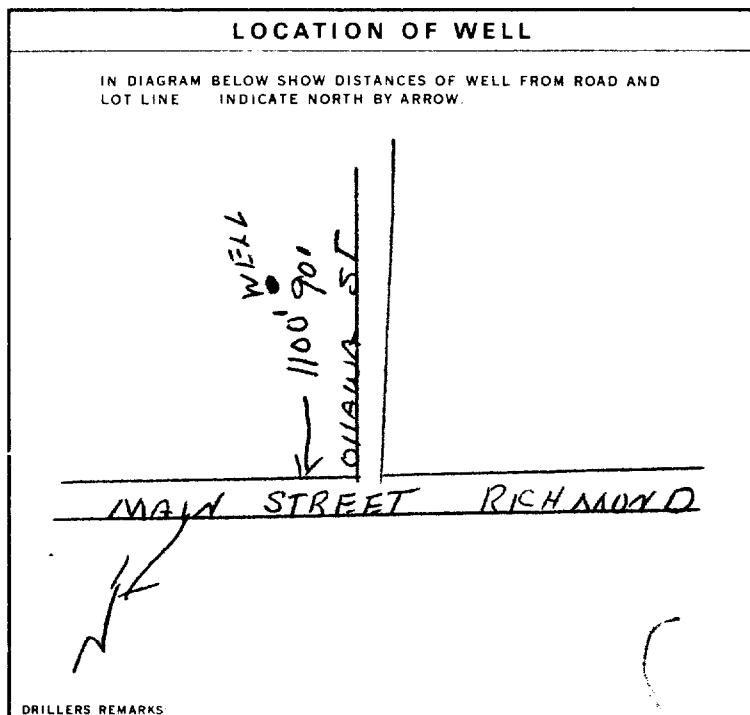 LOCATION OF WELL
IN DIAGRAM BELOW SHOW DISTANCES OF WELL FROM ROAD AND
LOT LINE INDICATE NORTH BY ARROW.
WELL
1100' 90'
OTTAWA ST
MAIN STREET RICHMOND
N
DRILLERS REMARKS